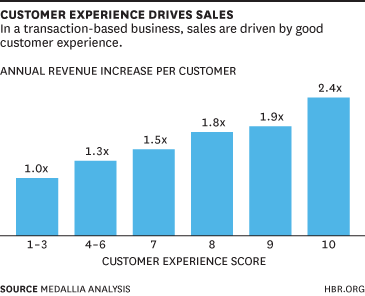 CUSTOMER EXPERIENCE DRIVES SALES
In a transaction-based business, sales are driven by good
customer experience.
ANNUAL REVENUE INCREASE PER CUSTOMER
1.0x
1.3x
1.5x
1.8x
1.9x
2.4x
1–3
4–6
7
8
9
10
CUSTOMER EXPERIENCE SCORE
SOURCE MEDALLIA ANALYSIS
HBR.ORG